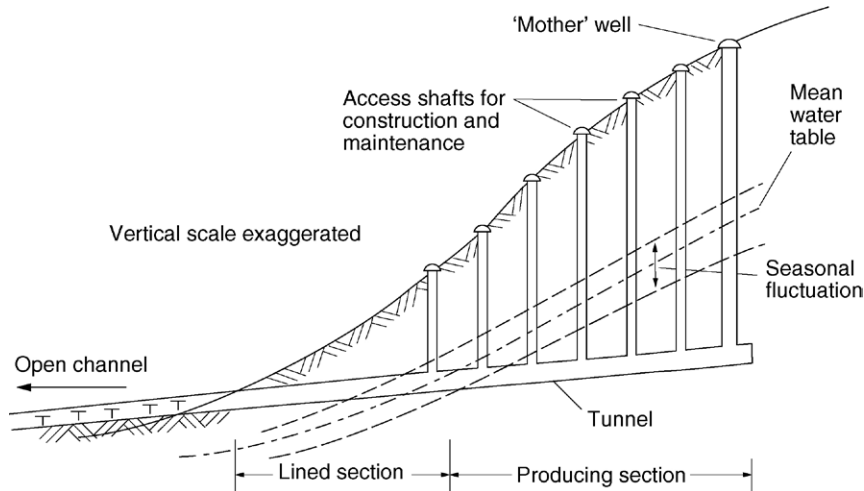 ‘Mother’ well
Access shafts for
construction and
maintenance
Mean
water
table
Vertical scale exaggerated
Seasonal
fluctuation
Open channel
Tunnel
Lined section
Producing section